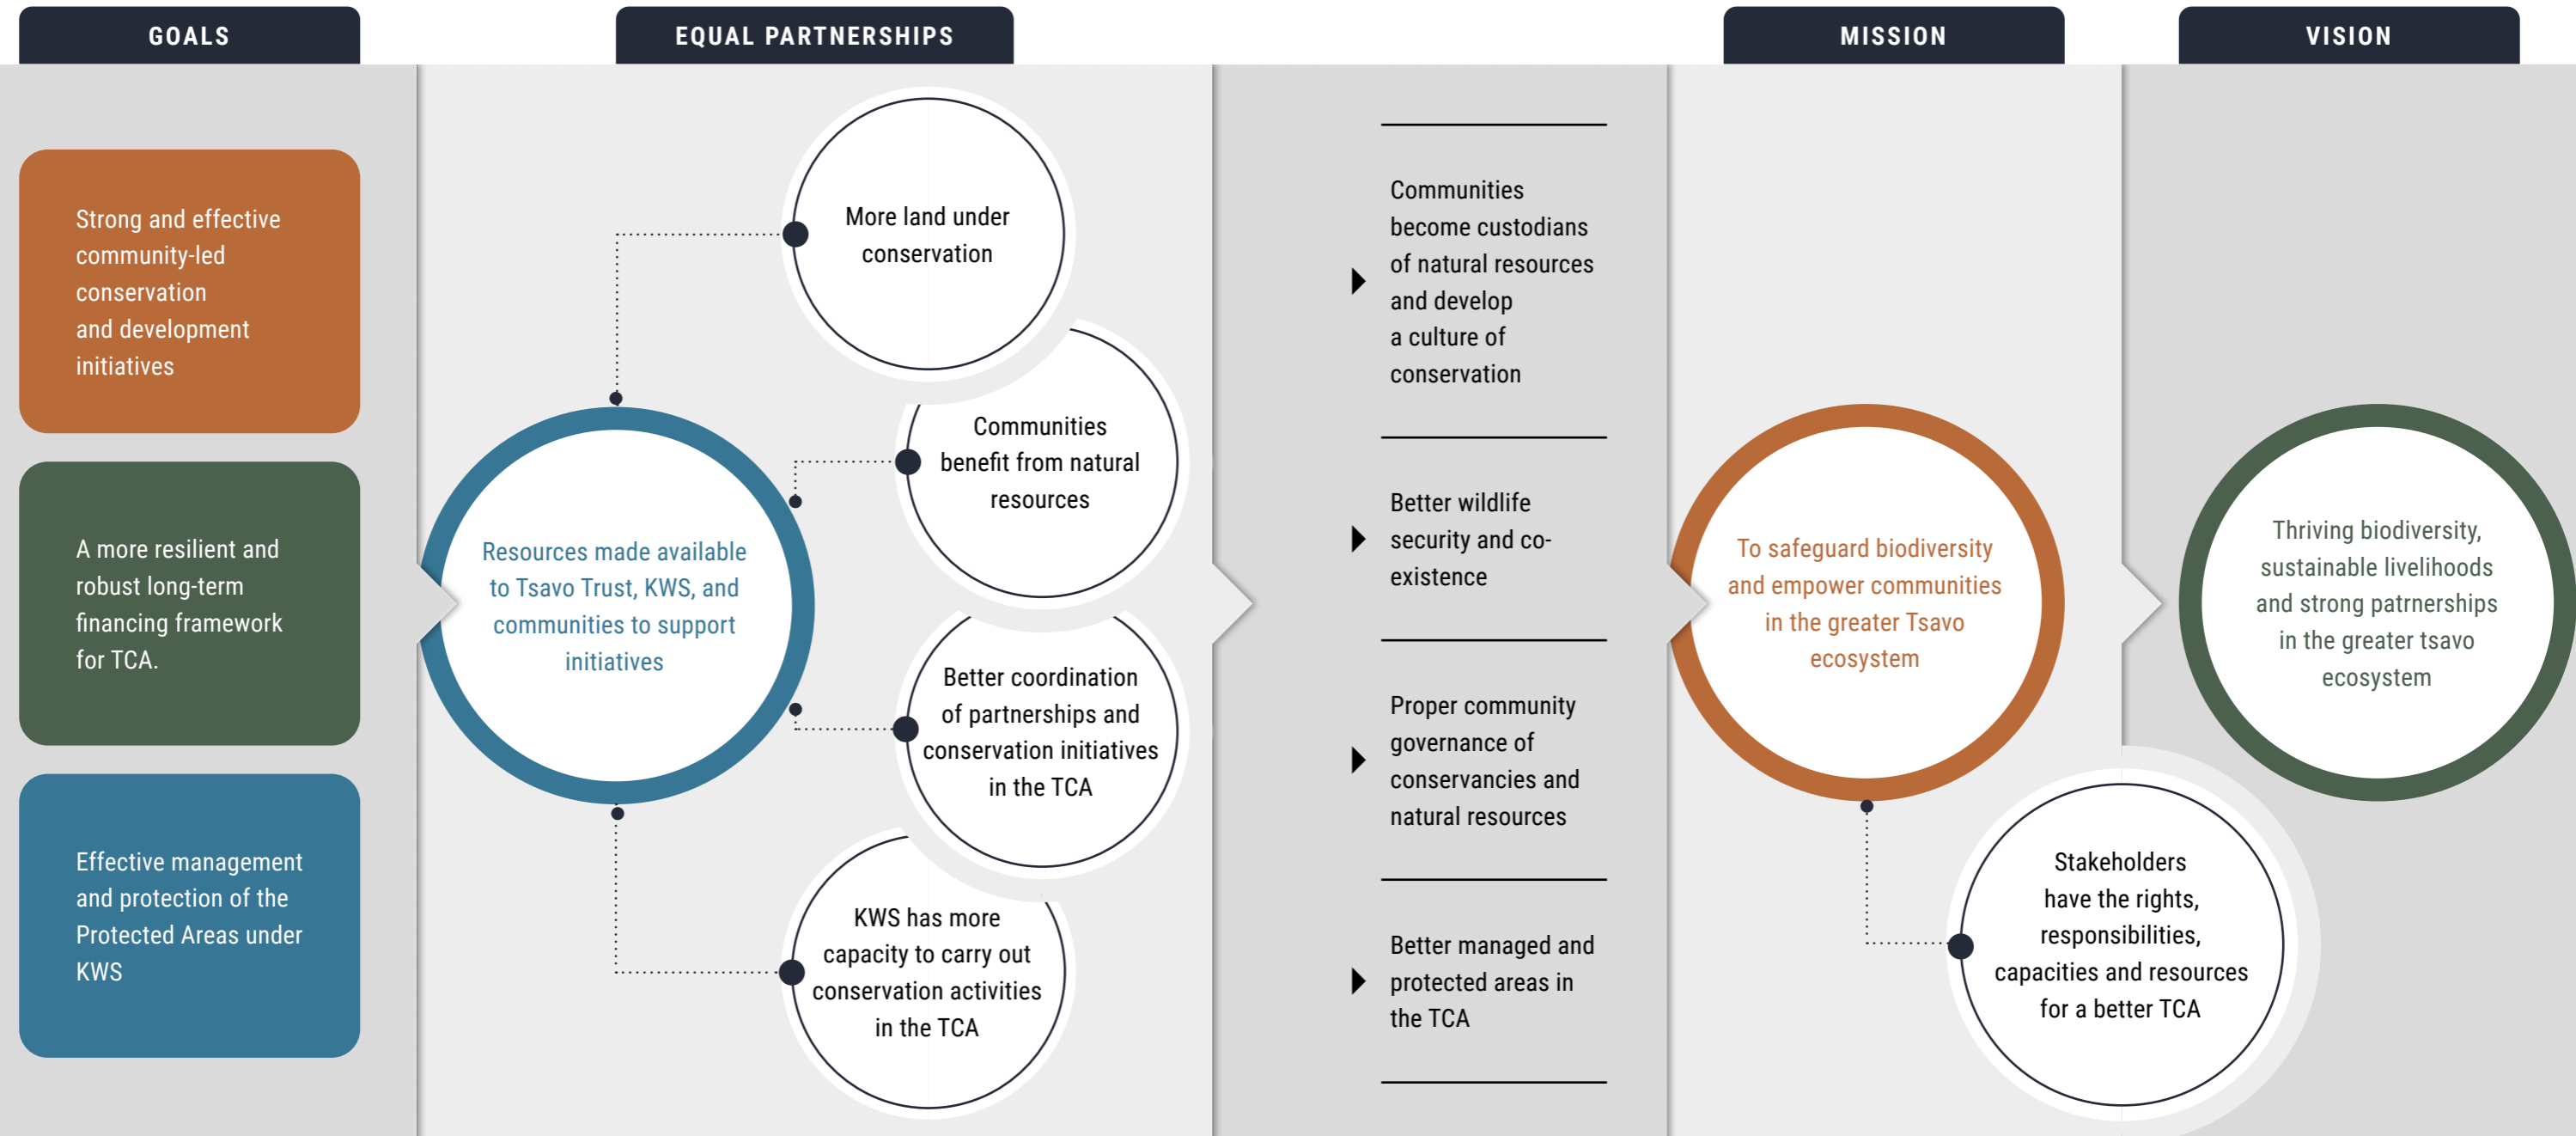 GOALS
EQUAL PARTNERSHIPS
MISSION
VISION
Strong and effective
community-led
conservation
and development
initiatives
A more resilient and
robust long-term
financing framework
for TCA.
Effective management
and protection of the
Protected Areas under
KWS
Resources made available
to Tsavo Trust, KWS, and
communities to support
initiatives
More land under
conservation
Communities
benefit from natural
resources
Better coordination
of partnerships and
conservation initiatives
in the TCA
KWS has more
capacity to carry out
conservation activities
in the TCA
Communities
become custodians
of natural resources
and develop
a culture of
conservation
Better wildlife
security and co-
existence
Proper community
governance of
conservancies and
natural resources
Better managed and
protected areas in
the TCA
To safeguard biodiversity
and empower communities
in the greater Tsavo
ecosystem
Stakeholders
have the rights,
responsibilities,
capacities and resources
for a better TCA
Thriving biodiversity,
sustainable livelihoods
and strong patrnerships
in the greater tsavo
ecosystem